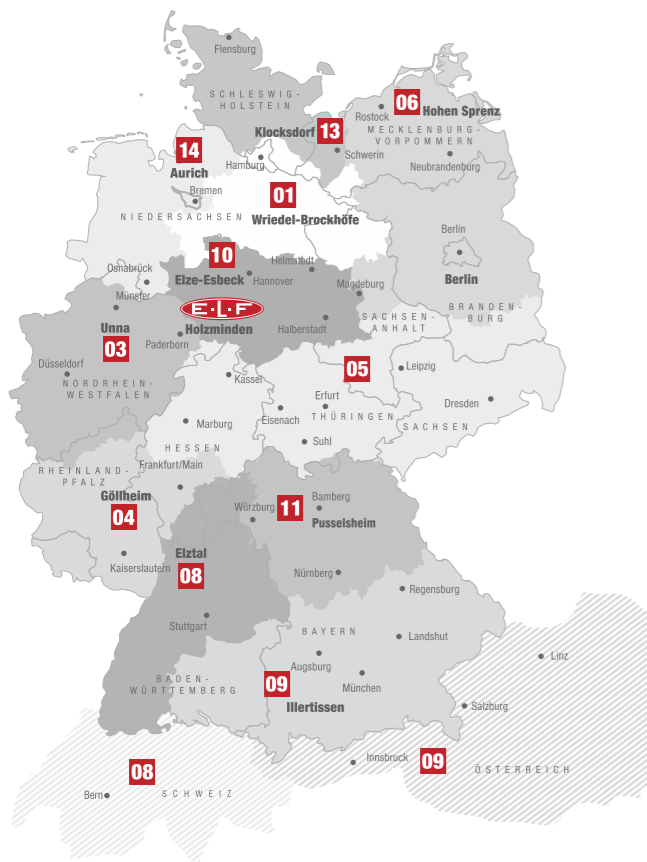 Flensburg
SCHLESWIG-
HOLSTEIN
06
Hohen Sprenz
Rostock
MECKLENBURG-
VORPOMMERN
Klocksdorf
13
Schwerin
Neubrandenburg
14
Aurich
Hamburg
Bremen
01
NIEDERSACHSEN
Wriedel-Brockhöfe
Berlin
10
Elze-Esbeck
Hannover
Helmstedt
Berlin
Osnabrück
Magdeburg
Münster
E·L·F
Holzminden
Halberstadt
SACHSEN-
ANHALT
BRANDEN-
BURG
Unna
03
Paderborn
Düsseldorf
NORDRHEIN-
WESTFALEN
Kassel
05
Leipzig
Erfurt
Eisenach
THÜRINGEN
Dresden
SACHSEN
Marburg
Suhl
HESSEN
Frankfurt/Main
RHEINLAND-
PFALZ
Göllheim
04
Würzburg
11
Bamberg
Pusselsheim
Elztal
08
Kaiserslautern
Nürnberg
Regensburg
Stuttgart
BAYERN
Landshut
Linz
Augsburg
BADEN-
WÜRTTEMBERG
09
München
Illertissen
Salzburg
Innsbruck
09
ÖSTERREICH
08
Bern
SCHWEIZ